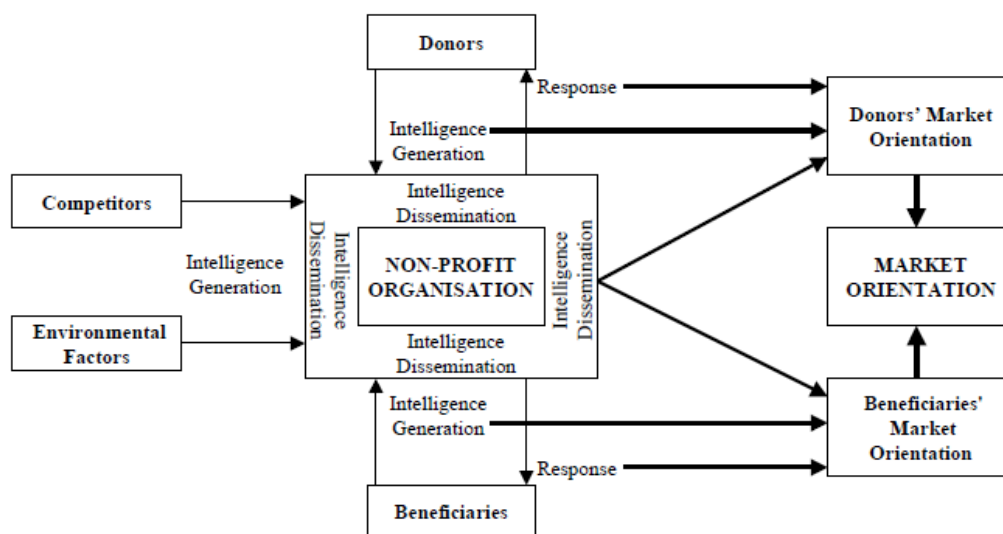 Donors
Response
Donors’ Market
Orientation
Intelligence
Generation
Competitors
Intelligence
Dissemination
Intelligence
Dissemination
Intelligence
Generation
NON-PROFIT
ORGANISATION
Intelligence
Dissemination
MARKET
ORIENTATION
Environmental
Factors
Intelligence
Dissemination
Intelligence
Generation
Beneficiaries'
Market
Orientation
Response
Beneficiaries